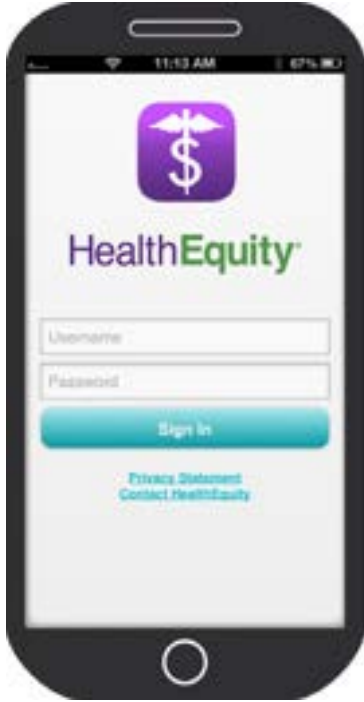 11:13 AM 67%
$
HealthEquity
Username
Password
Sign In
Privacy Statement
Contact HealthEquity